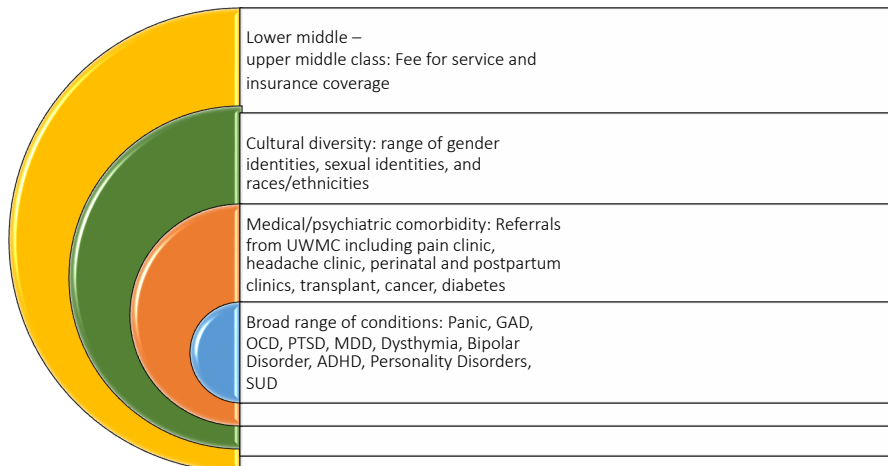 Lower middle –
upper middle class: Fee for service and
insurance coverage
Cultural diversity: range of gender
identities, sexual identities, and
races/ethnicities
Medical/psychiatric comorbidity: Referrals
from UWMC including pain clinic,
headache clinic, perinatal and postpartum
clinics, transplant, cancer, diabetes
Broad range of conditions: Panic, GAD,
OCD, PTSD, MDD, Dysthymia, Bipolar
Disorder, ADHD, Personality Disorders,
SUD